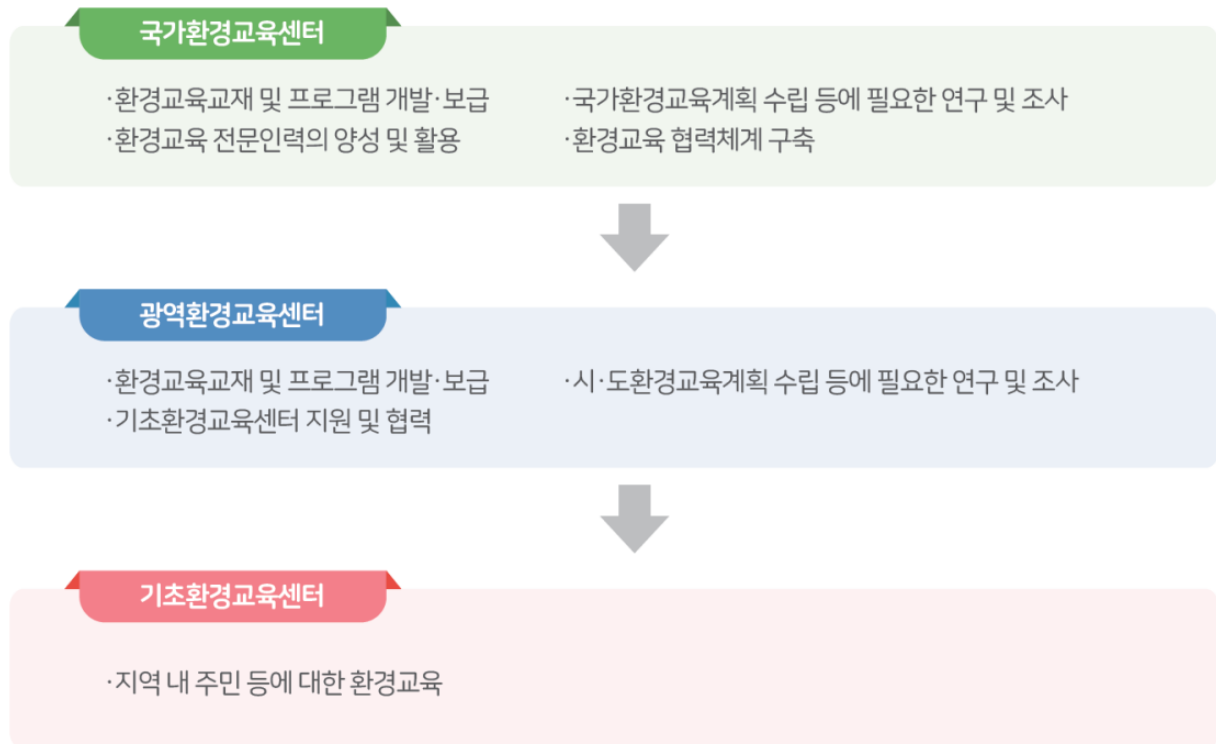 국가환경교육센터
·환경교육교재 및 프로그램 개발·보급
·국가환경교육계획 수립 등에 필요한 연구 및 조사
·환경교육 전문인력의 양성 및 활용
·환경교육 협력체계 구축
광역환경교육센터
·환경교육교재 및 프로그램 개발·보급
·시·도환경교육계획 수립 등에 필요한 연구 및 조사
·기초환경교육센터 지원 및 협력
기초환경교육센터
·지역 내 주민 등에 대한 환경교육